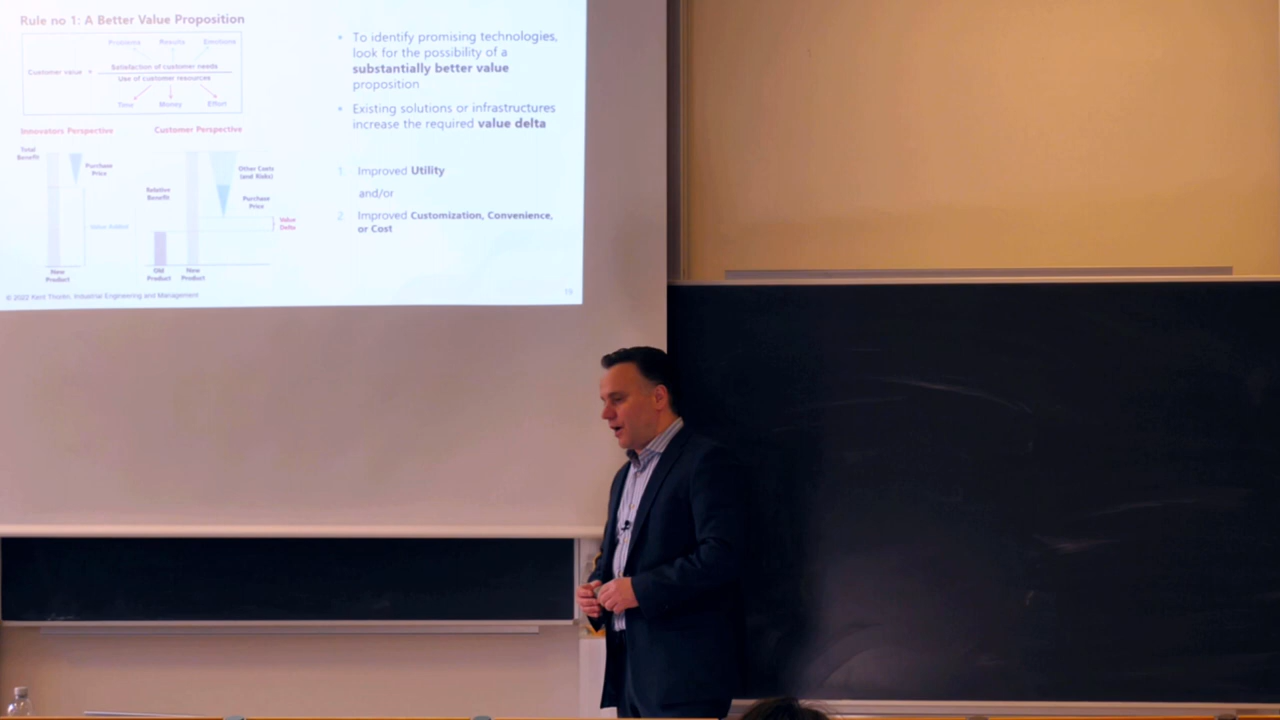 Rule no 1: A Better Value Proposition
Problems Results Emotions
Customer value = Satisfaction of customer needs
Use of customer resources
Time Money Effort
Innovators Perspective Customer Perspective
Total
Benefit
Purchase
Price
Value Added
New
Product
Relative
Benefit
Other Costs
(and Risks)
Purchase
Price
Value
Delta
Old
Product
New
Product
• To identify promising technologies,
look for the possibility of a
substantially better value
proposition
• Existing solutions or infrastructures
increase the required value delta
1. Improved Utility
and/or
2. Improved Customization, Convenience,
or Cost
© 2022 Kent Thorén, Industrial Engineering and Management